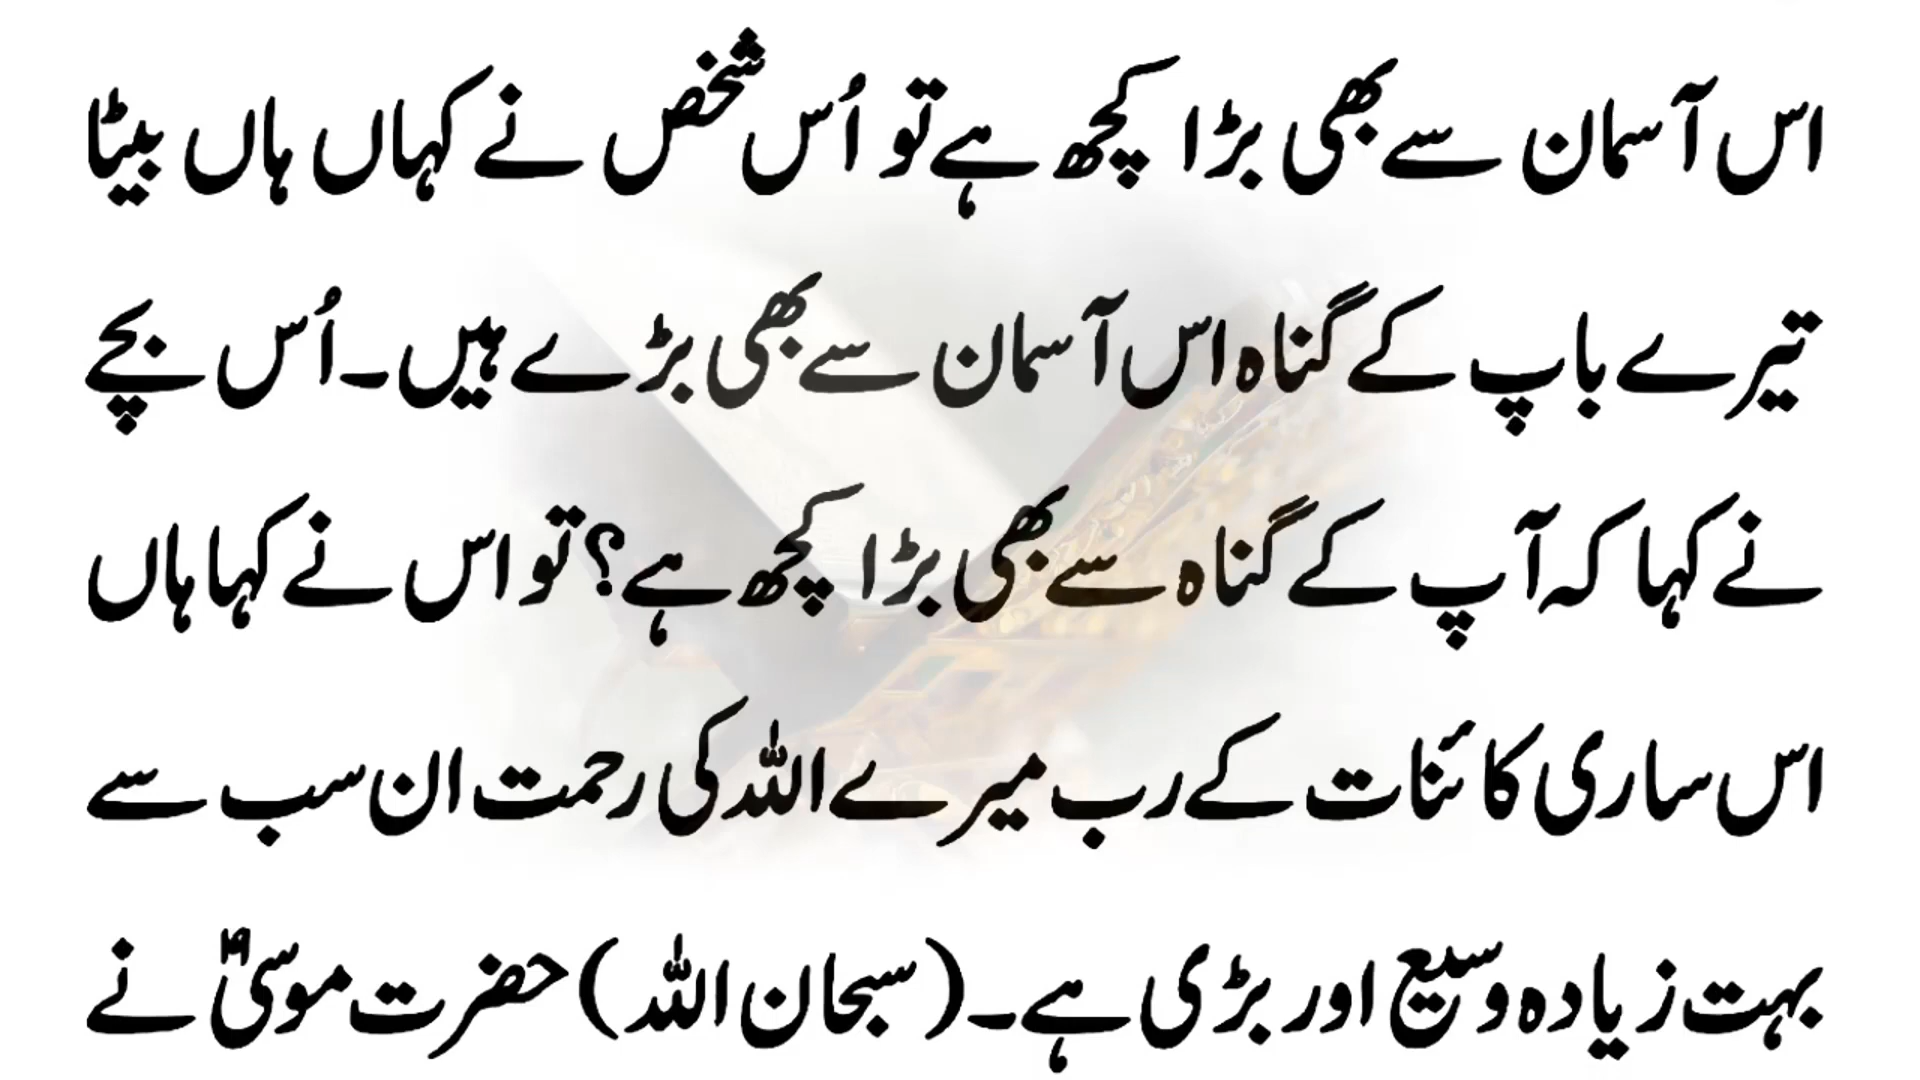 اس آسمان سے بھی بڑا کچھ ہے تو اُس شخص نے کہاں ہاں بیٹا
تیرے باپ کے گناہ اس آسمان سے بھی بڑے ہیں۔ اُس بچے
نے کہا کہ آپ کے گناہ سے بھی بڑا کچھ ہے؟ تو اس نے کہا ہاں
اس ساری کائنات کے رب میرے اللہ کی رحمت ان سب سے
بہت زیادہ وسیع اور بڑی ہے۔ (سبحان اللہ) حضرت موسیٰؑ نے